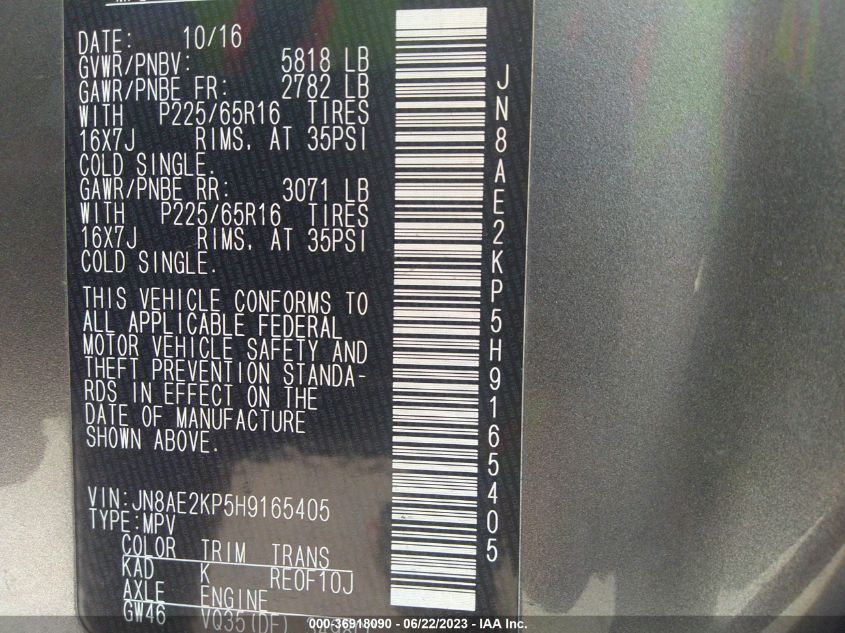 DATE: 10/16
GVWR/PNBV: 5818 LB
GAWR/PNBE FR: 2782 LB
WITH P225/65R16 TIRES
16X7J RIMS, AT 35PSI
COLD SINGLE.
GAWR/PNBE RR: 3071 LB
WITH P225/65R16 TIRES
16X7J RIMS, AT 35PSI
COLD SINGLE.
THIS VEHICLE CONFORMS TO
ALL APPLICABLE FEDERAL
MOTOR VEHICLE SAFETY AND
THEFT PREVENTION STANDA-
RDS IN EFFECT ON THE
DATE OF MANUFACTURE
SHOWN ABOVE.
VIN:JN8AE2KP5H9165405
TYPE:MPV
COLOR TRIM TRANS
KAD K RE0F10J
AXLE ENGINE
GW46 VQ35(DE)
JN8AE2KP5H9165405
000-36918090 - 06/22/2023 - IAA Inc.